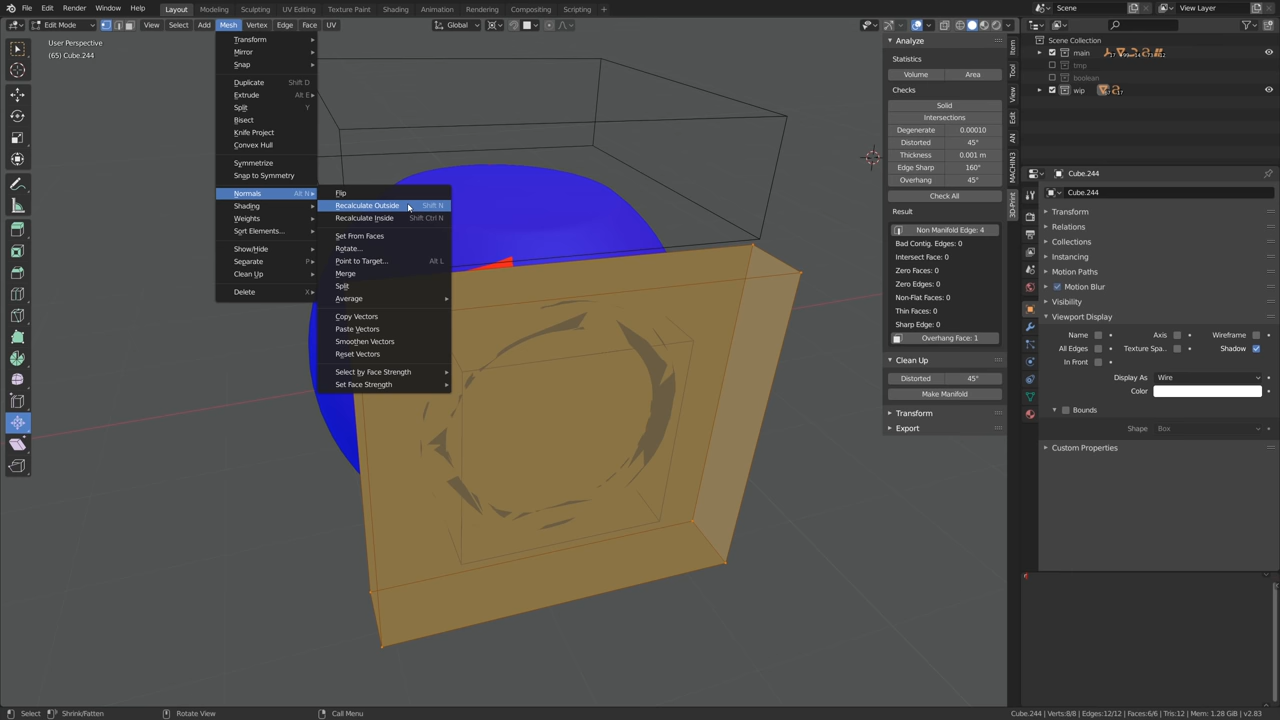 File Edit Render Window Help Layout Modeling Sculpting UV Editing Texture Paint Shading Animation Rendering Compositing Scripting Scene View Layer
Edit Mode View Select Add Mesh Vertex Edge Face UV Global
User Perspective
(65) Cube.244
Transform
Mirror
Snap
Duplicate Shift D
Extrude Alt E
Split Y
Bisect
Knife Project
Convex Hull
Symmetrize
Snap to Symmetry
Normals Alt N
Shading
Weights
Sort Elements...
Show/Hide
Separate P
Clean Up
Delete X
Flip
Recalculate Outside Shift N
Recalculate Inside Shift Ctrl N
Set From Faces
Rotate...
Point to Target... Alt L
Merge
Split
Average
Copy Vectors
Paste Vectors
Smoothen Vectors
Reset Vectors
Select by Face Strength
Set Face Strength
Analyze
Statistics
Volume Area
Checks
Solid
Intersections
Degenerate 0.00010
Distorted 45°
Thickness 0.001 m
Edge Sharp 160°
Overhang 45°
Check All
Result
Non Manifold Edge: 4
Bad Contig. Edges: 0
Intersect Face: 0
Zero Faces: 0
Zero Edges: 0
Non-Flat Faces: 0
Thin Faces: 0
Sharp Edge: 0
Overhang Face: 1
Clean Up
Distorted 45°
Make Manifold
Transform
Export
Item
Tool
View
Edit
AN
MACHIN3
3D-Print
Scene Collection
main
tmp
boolean
wip
Cube.244
Cube.244
Transform
Relations
Collections
Instancing
Motion Paths
Motion Blur
Visibility
Viewport Display
Name Axis Wireframe
All Edges Texture Spa.. Shadow
In Front
Display As Wire
Color
Bounds
Shape Box
Custom Properties
Select Shrink/Fatten Rotate View Call Menu Cube.244 | Verts:8/8 | Edges:12/12 | Faces:6/6 | Tris:12 | Mem: 1.28 GiB | v2.83